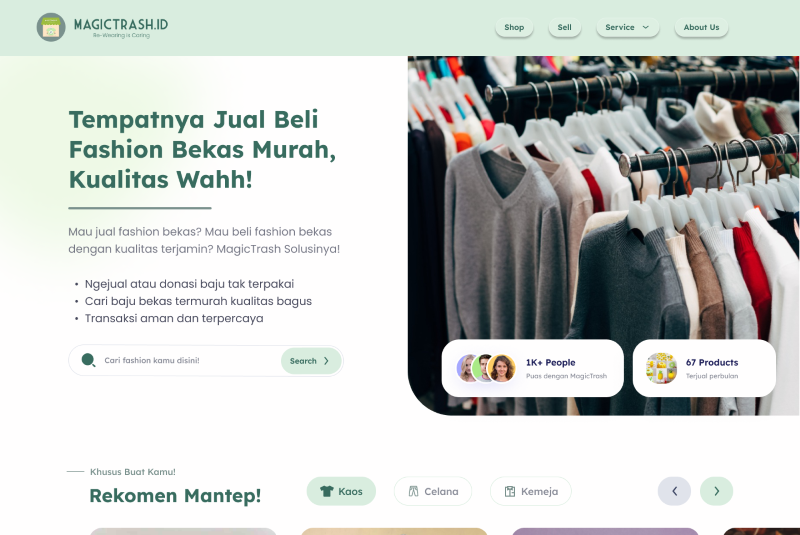 MAGICTRASH.ID
Re-Wearing is Caring
Shop
Sell
Service
About Us
Tempatnya Jual Beli
Fashion Bekas Murah,
Kualitas Wahh!
Mau jual fashion bekas? Mau beli fashion bekas
dengan kualitas terjamin? MagicTrash Solusinya!
• Ngejual atau donasi baju tak terpakai
• Cari baju bekas termurah kualitas bagus
• Transaksi aman dan terpercaya
Cari fashion kamu disini!
Search
1K+ People
Puas dengan MagicTrash
67 Products
Terjual perbulan
Khusus Buat Kamu!
Rekomen Mantep!
Kaos
Celana
Kemeja